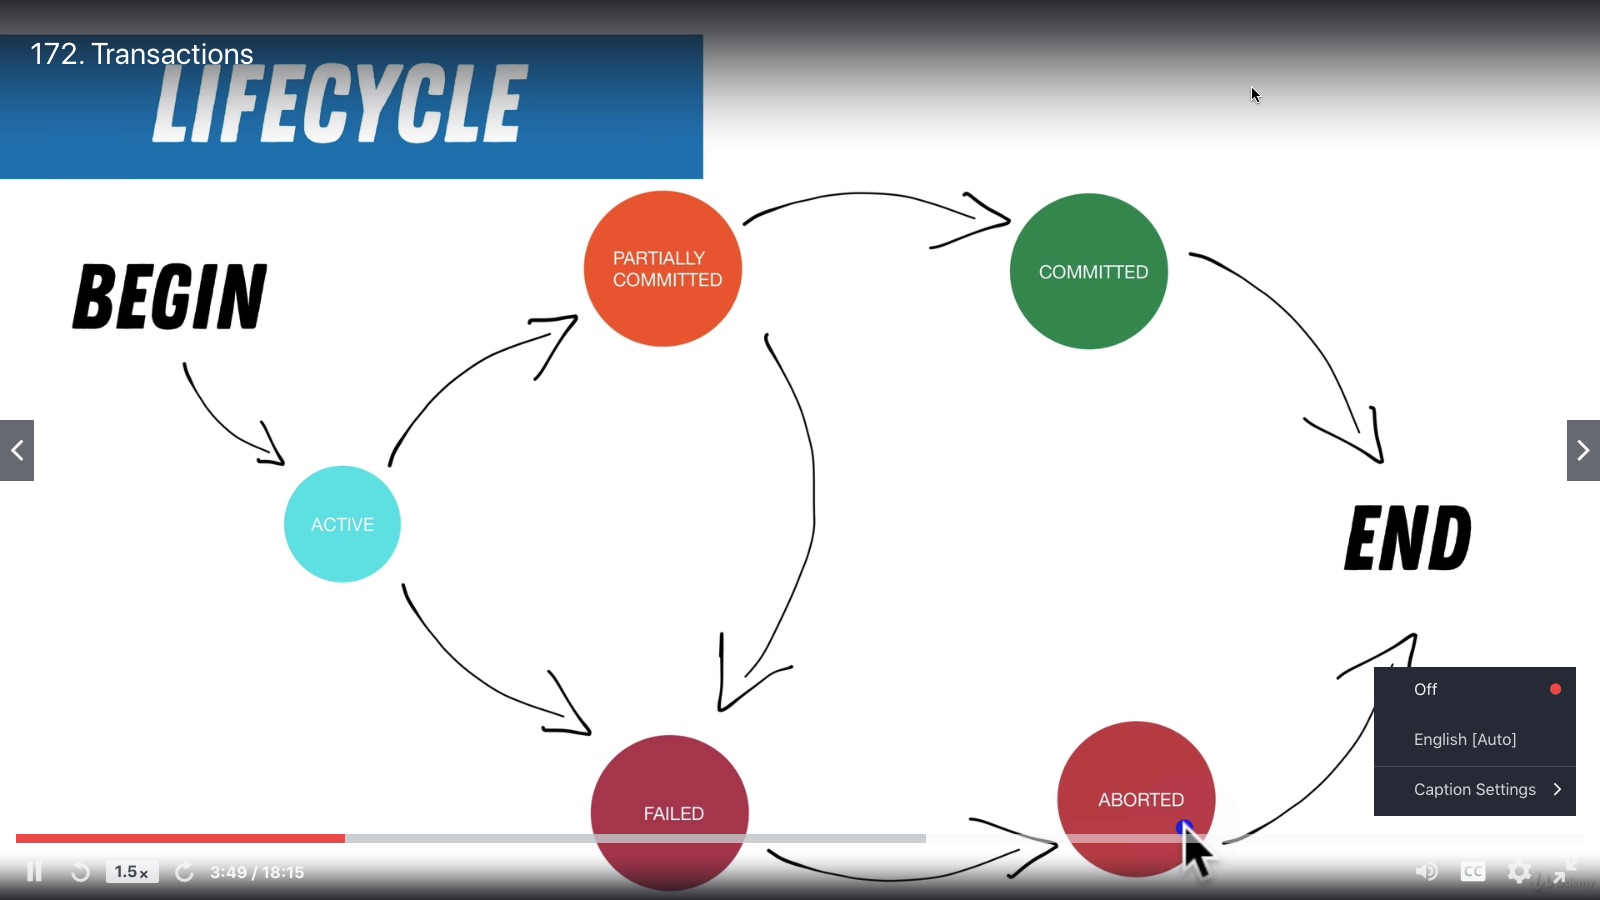 172. Transactions
LIFECYCLE
BEGIN
PARTIALLY
COMMITTED
COMMITTED
ACTIVE
END
Off
English [Auto]
Caption Settings
FAILED
ABORTED
1.5x
3:49 / 18:15
CC